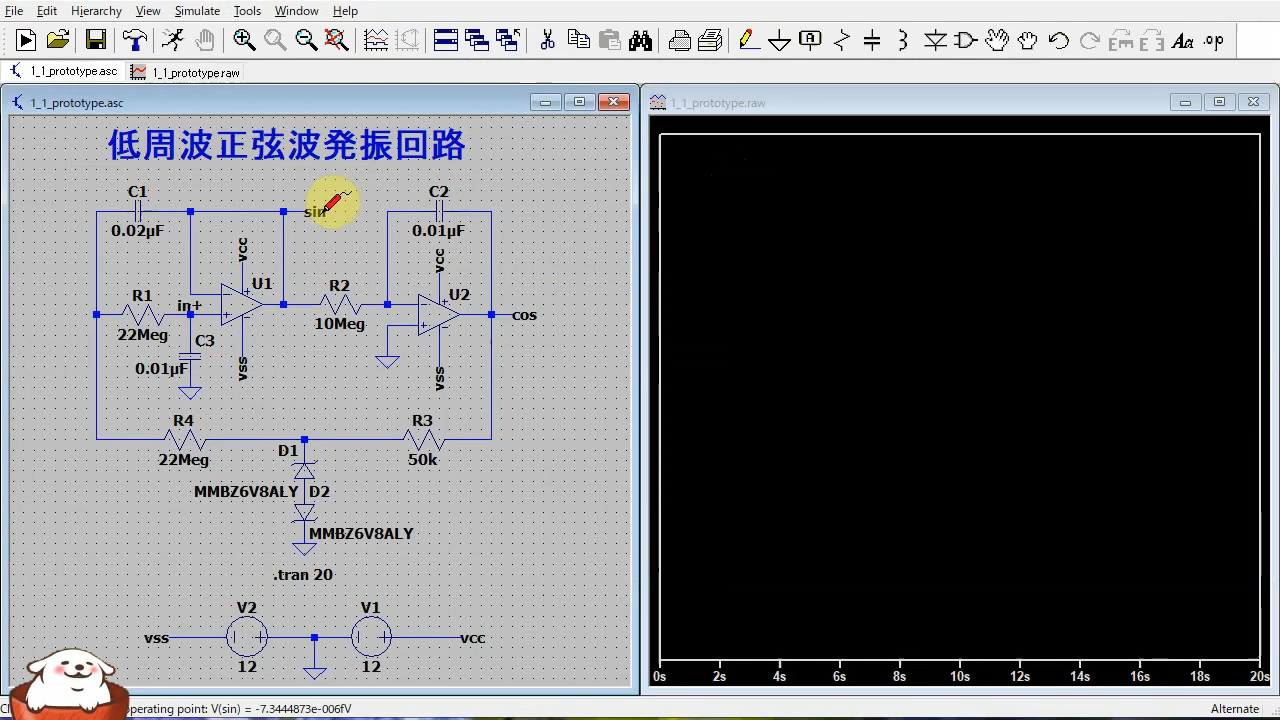 File Edit Hierarchy View Simulate Tools Window Help
1_1_prototype.asc 1_1_prototype.raw
1_1_prototype.asc
低周波正弦波発振回路
C1
0.02µF
sin
C2
0.01µF
vcc
U1
vss
R1
22Meg
in+
C3
0.01µF
R2
10Meg
vcc
U2
vss
cos
R4
22Meg
R3
50k
D1
MMBZ6V8ALY
D2
MMBZ6V8ALY
.tran 20
V2
12
V1
12
vss
vcc
1_1_prototype.raw
0s 2s 4s 6s 8s 10s 12s 14s 16s 18s 20s
operating point: V(sin) = -7.3444873e-006fV
Alternate
.op